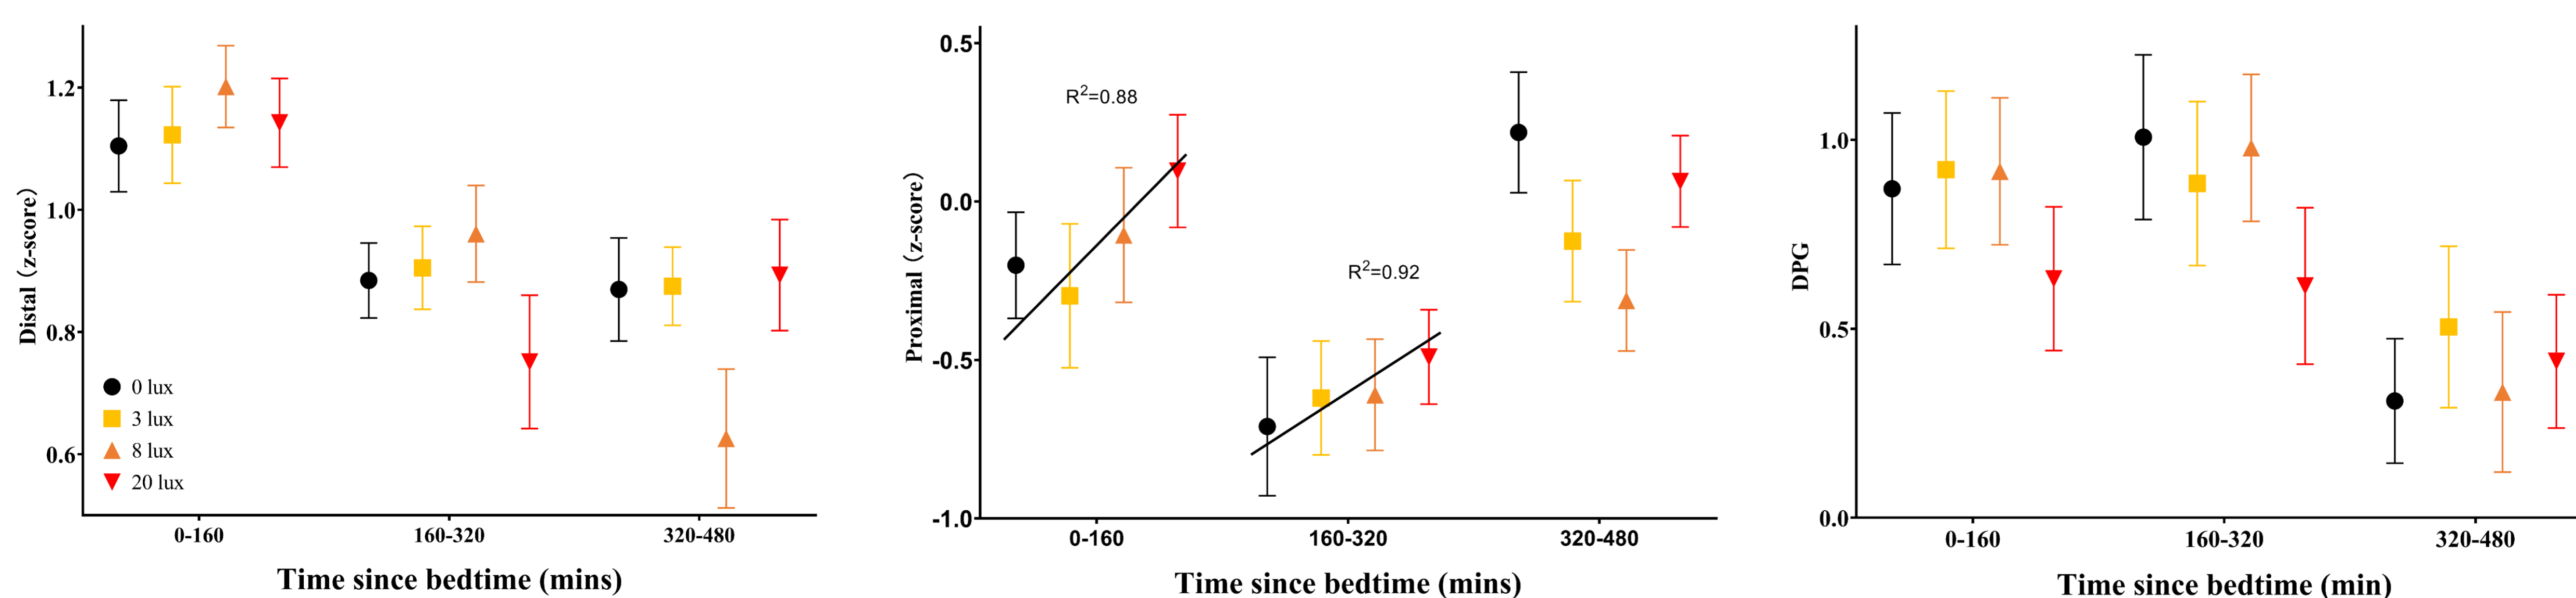 Distal（z-score）
1.2
1.0
0.8
0.6
0 lux
3 lux
8 lux
20 lux
0-160
160-320
320-480
Time since bedtime (mins)
Proximal（z-score）
0.5
0.0
-0.5
-1.0
R²=0.88
R²=0.92
0-160
160-320
320-480
Time since bedtime (mins)
DPG
1.0
0.5
0.0
0-160
160-320
320-480
Time since bedtime (min)